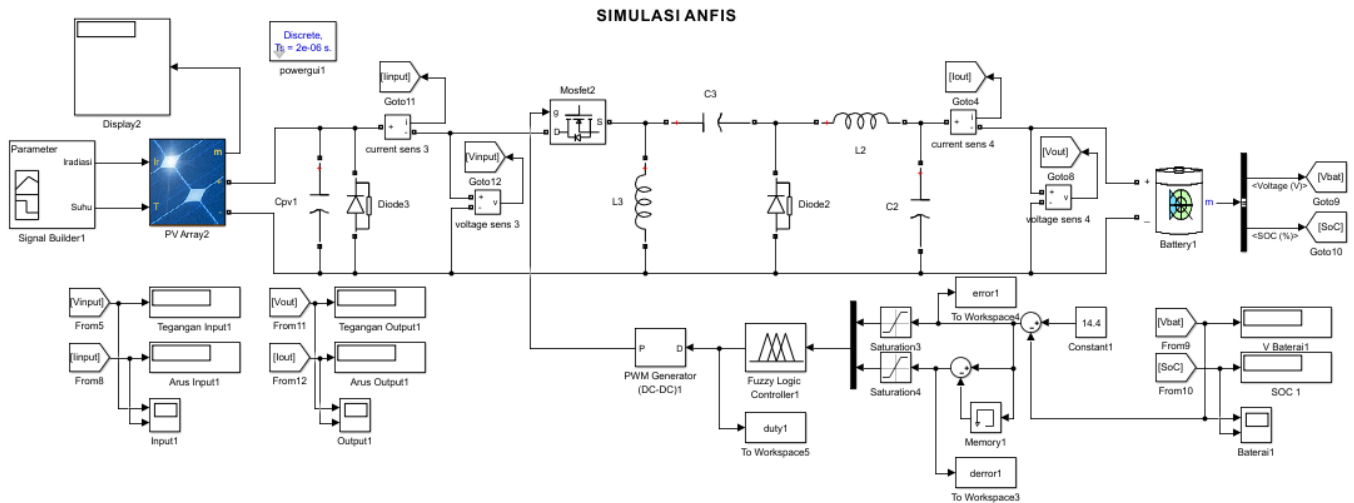 SIMULASI ANFIS
Discrete,
Ts = 2e-06 s.
powergui1
Display2
Parameter
Iradiasi
Suhu
Signal Builder1
Ir
T
m
+
-
PV Array2
Cpv1
Diode3
[Iinput]
Goto11
+
-
i
current sens 3
[Vinput]
Goto12
+
-
v
voltage sens 3
Mosfet2
g
D
S
L3
C3
Diode2
L2
C2
[Iout]
Goto4
+
-
i
current sens 4
[Vout]
Goto8
+
-
v
voltage sens 4
+
_
m
Battery1
<Voltage (V)>
<SOC (%)>
[Vbat]
Goto9
[SoC]
Goto10
[Vinput]
From5
Tegangan Input1
[Iinput]
From8
Arus Input1
Input1
[Vout]
From11
Tegangan Output1
[Iout]
From12
Arus Output1
Output1
P
D
PWM Generator
(DC-DC)1
duty1
To Workspace5
Fuzzy Logic
Controller1
Saturation3
Saturation4
error1
To Workspace4
14.4
Constant1
Memory1
derror1
To Workspace3
[Vbat]
From9
V Baterai1
[SoC]
From10
SOC 1
Baterai1